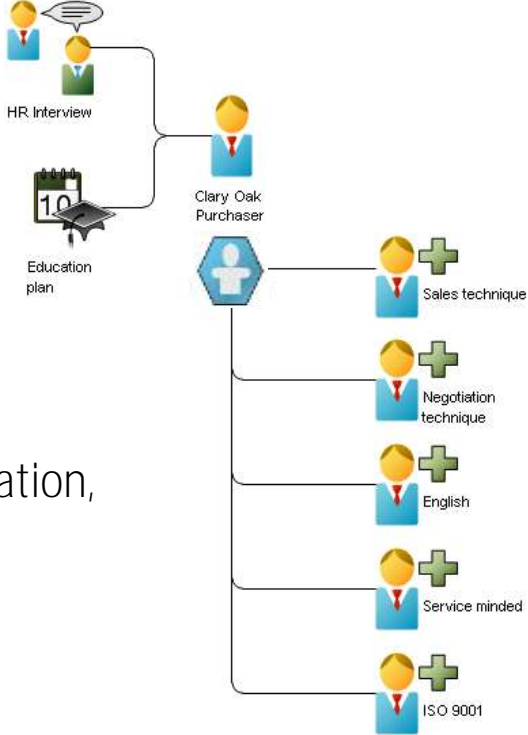 HR Interview
10
Education
plan
Clary Oak
Purchaser
Sales technique
Negotiation
technique
ation,
English
Service minded
ISO 9001